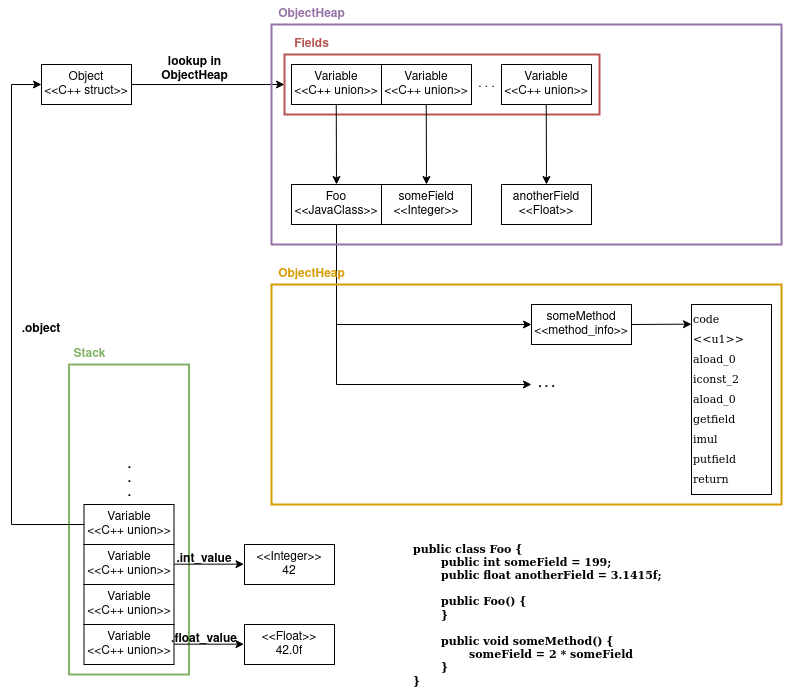 ObjectHeap
Fields
Object
<<C++ struct>>
lookup in
ObjectHeap
Variable
<<C++ union>>
Variable
<<C++ union>>
. . .
Variable
<<C++ union>>
Foo
<<JavaClass>>
someField
<<Integer>>
anotherField
<<Float>>
ObjectHeap
someMethod
<<method_info>>
. . .
code
<<u1>>
aload_0
iconst_2
aload_0
getfield
imul
putfield
return
.object
Stack
.
.
.
Variable
<<C++ union>>
Variable
<<C++ union>>
.int_value
<<Integer>>
42
Variable
<<C++ union>>
Variable
<<C++ union>>
.float_value
<<Float>>
42.0f
public class Foo {
public int someField = 199;
public float anotherField = 3.1415f;
public Foo() {
}
public void someMethod() {
someField = 2 * someField
}
}